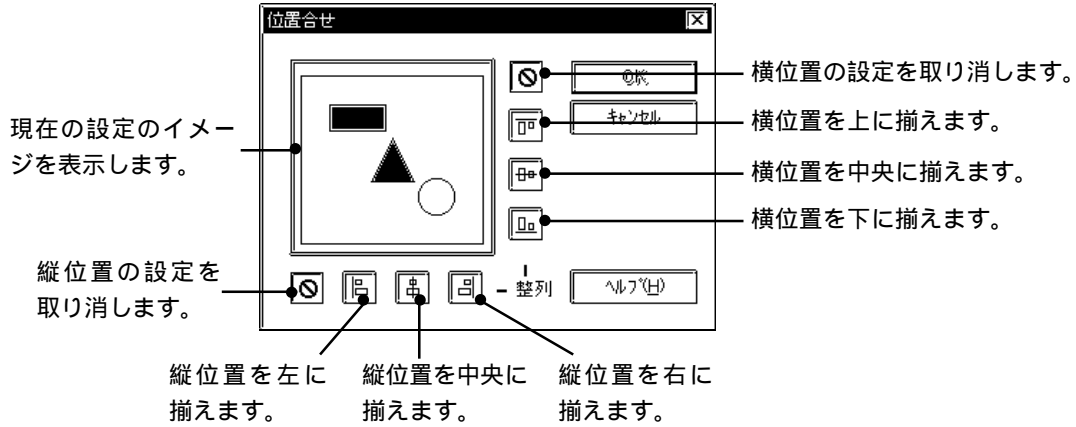 位置合せ
OK
キャンセル
整列
ヘルプ(H)
現在の設定のイメー
ジを表示します。
横位置の設定を取り消します。
横位置を上に揃えます。
横位置を中央に揃えます。
横位置を下に揃えます。
縦位置の設定を
取り消します。
縦位置を左に
揃えます。
縦位置を中央に
揃えます。
縦位置を右に
揃えます。